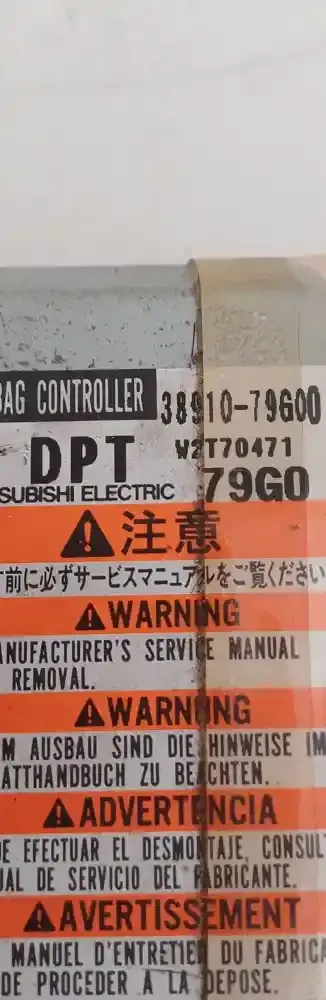 BAG CONTROLLER 38910-79G00
DPT W2T70471
SUBISHI ELECTRIC 79G0
注意
前に必ずサービスマニュアルをご覧ください
WARNING
ANUFACTURER'S SERVICE MANUAL
REMOVAL.
WARNUNG
M AUSBAU SIND DIE HINWEISE IM
ATTHANDBUCH ZU BEACHTEN.
ADVERTENCIA
DE EFECTUAR EL DESMONTAJE, CONSUL
UAL DE SERVICIO DEL FABRICANTE.
AVERTISSEMENT
MANUEL D'ENTRETIEN DU FABRICA
DE PROCEDER A LA DEPOSE.